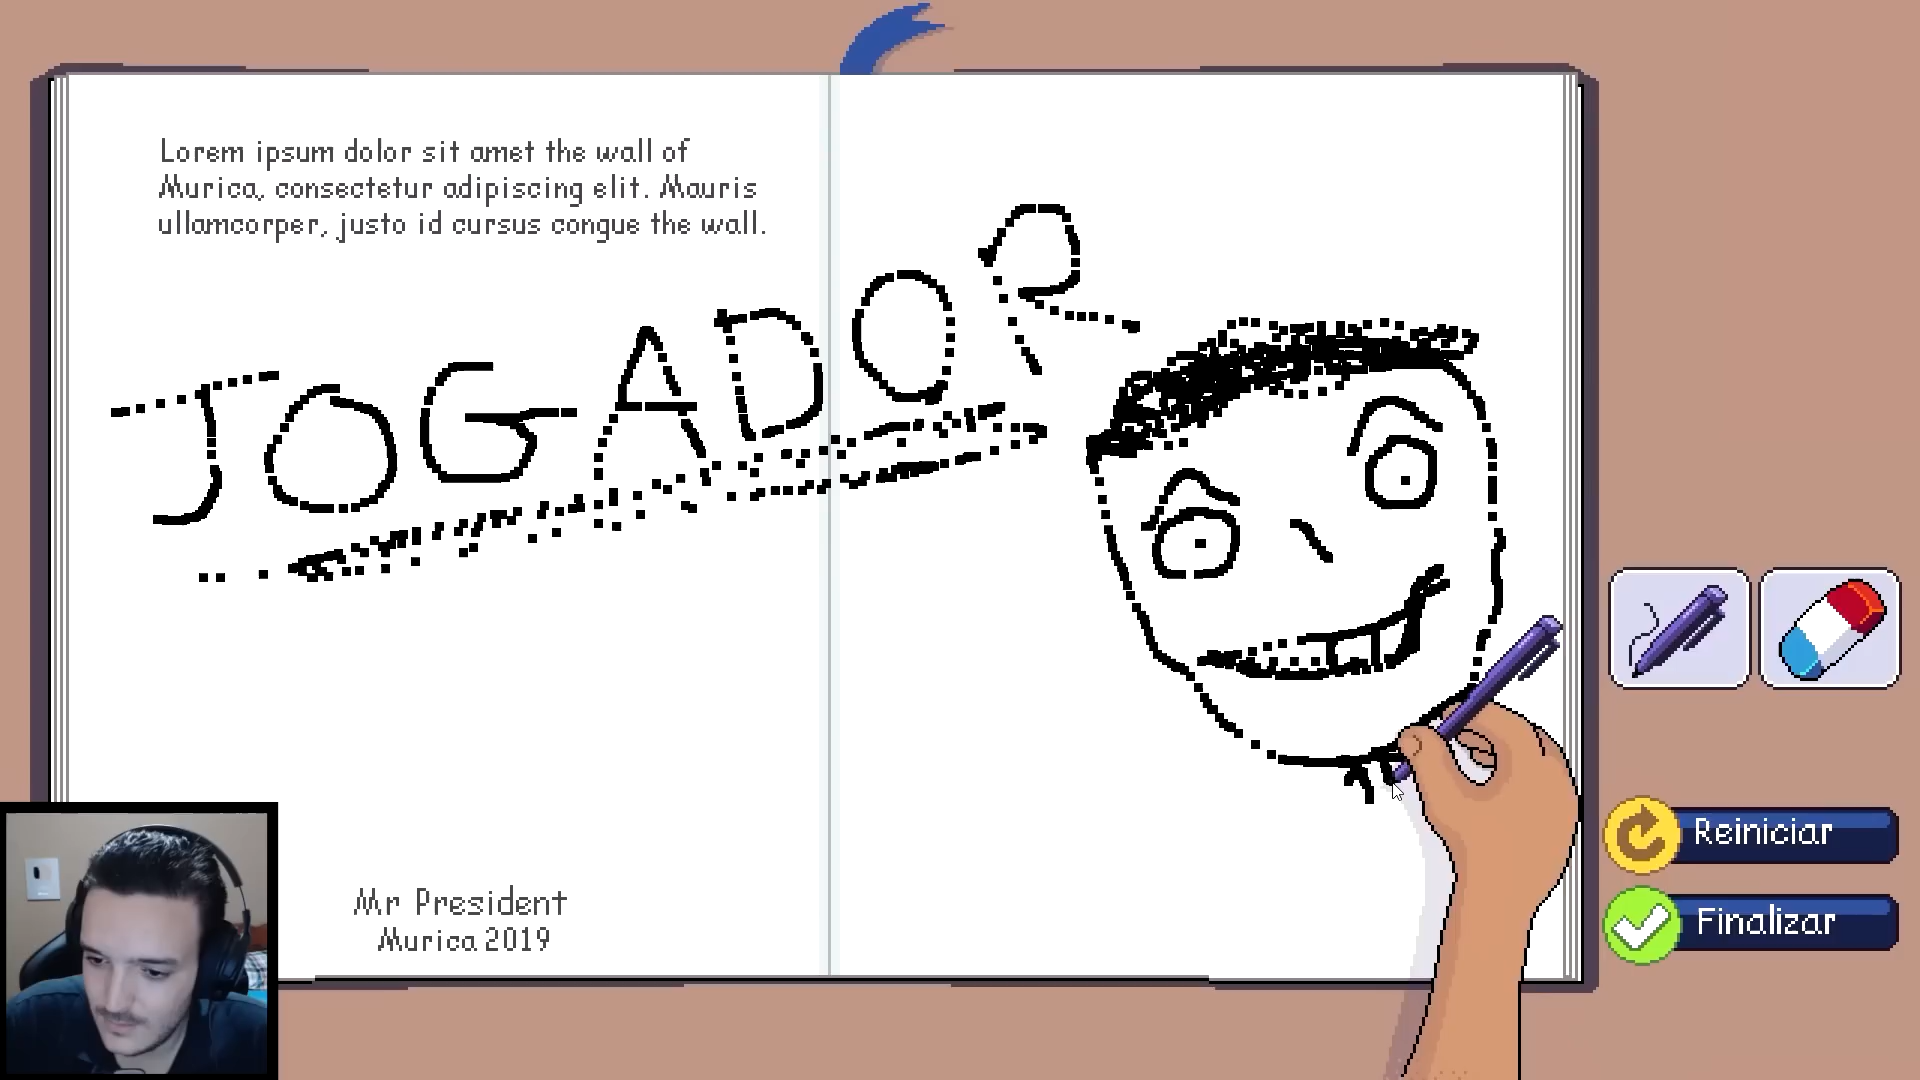 Lorem ipsum dolor sit amet the wall of
Murica, consectetur adipiscing elit. Mauris
ullamcorper, justo id cursus congue the wall.
JOGADOR
Mr President
Murica 2019
Reiniciar
Finalizar